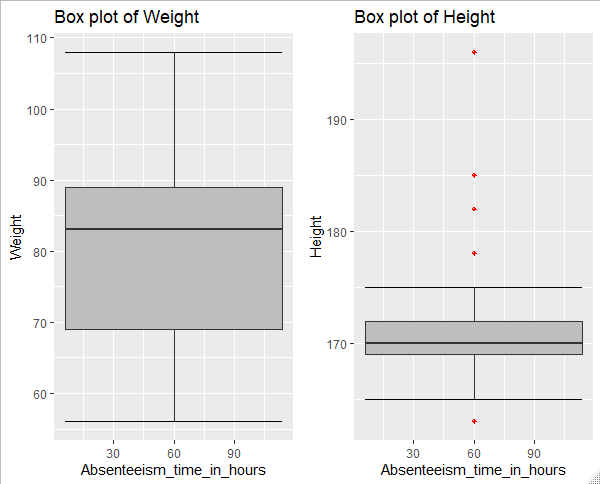 Box plot of Weight
110
100
90
80
70
60
Weight
30 60 90
Absenteeism_time_in_hours
Box plot of Height
190
180
170
Height
30 60 90
Absenteeism_time_in_hours